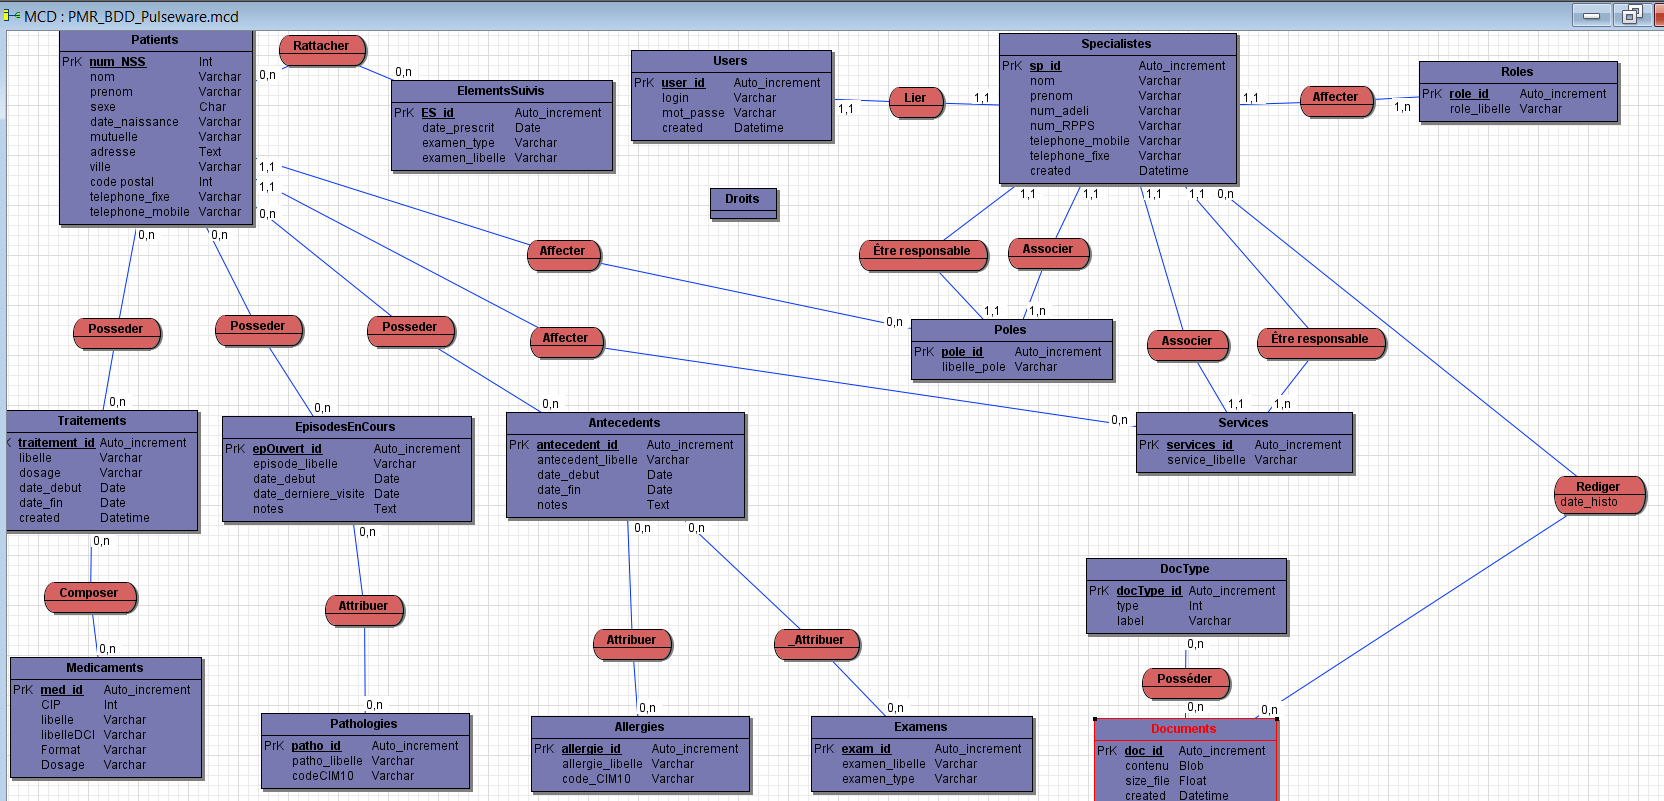 MCD : PMR_BDD_Pulseware.mcd
Patients
PrK num_NSS Int
nom Varchar
prenom Varchar
sexe Char
date_naissance Varchar
mutuelle Varchar
adresse Text
ville Varchar
code postal Int
telephone_fixe Varchar
telephone_mobile Varchar
Rattacher
0,n
0,n
ElementsSuivis
PrK ES_id Auto_increment
date_prescrit Date
examen_type Varchar
examen_libelle Varchar
Users
PrK user_id Auto_increment
login Varchar
mot_passe Varchar
created Datetime
1,1
Lier
1,1
Specialistes
PrK sp_id Auto_increment
nom Varchar
prenom Varchar
num_adeli Varchar
num_RPPS Varchar
telephone_mobile Varchar
telephone_fixe Varchar
created Datetime
1,1
Affecter
1,n
Roles
PrK role_id Auto_increment
role_libelle Varchar
Droits
1,1
1,1
0,n
0,n
0,n
1,1
1,1
1,1
1,1
0,n
Affecter
Être responsable
Associer
0,n
1,1
1,n
Poles
PrK pole_id Auto_increment
libelle_pole Varchar
Posseder
Posseder
Posseder
Affecter
Associer
Être responsable
0,n
0,n
0,n
0,n
1,1
1,n
Traitements
traitement_id Auto_increment
libelle Varchar
dosage Varchar
date_debut Date
date_fin Date
created Datetime
EpisodesEnCours
PrK epOuvert_id Auto_increment
episode_libelle Varchar
date_debut Date
date_derniere_visite Date
notes Text
Antecedents
PrK antecedent_id Auto_increment
antecedent_libelle Varchar
date_debut Date
date_fin Date
notes Text
Services
PrK services_id Auto_increment
service_libelle Varchar
Rediger
date_histo
0,n
0,n
0,n
0,n
Composer
Attribuer
Attribuer
_Attribuer
DocType
PrK docType_id Auto_increment
type Int
label Varchar
0,n
Posséder
0,n
0,n
0,n
0,n
0,n
0,n
Medicaments
PrK med_id Auto_increment
CIP Int
libelle Varchar
libelleDCI Varchar
Format Varchar
Dosage Varchar
Pathologies
PrK patho_id Auto_increment
patho_libelle Varchar
codeCIM10 Varchar
Allergies
PrK allergie_id Auto_increment
allergie_libelle Varchar
code_CIM10 Varchar
Examens
PrK exam_id Auto_increment
examen_libelle Varchar
examen_type Varchar
Documents
PrK doc_id Auto_increment
contenu Blob
size_file Float
created Datetime